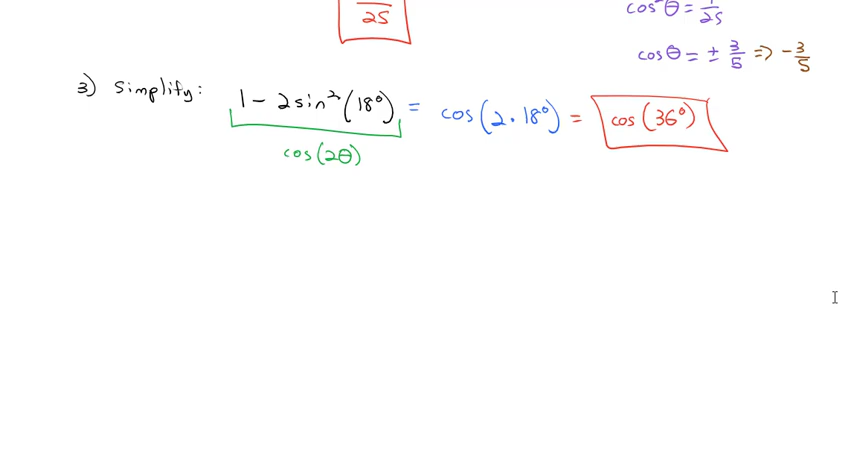 25
cos²θ = 1/25
cosθ = ± 3/5 => - 3/5
3) Simplify: 1 - 2sin²(18°) = cos(2·18°) = cos(36°)
cos(2θ)